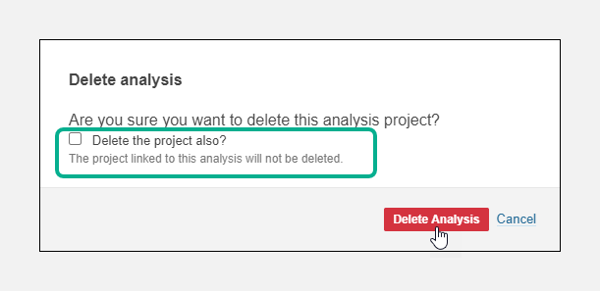 Delete analysis
Are you sure you want to delete this analysis project?
Delete the project also?
The project linked to this analysis will not be deleted.
Delete Analysis Cancel